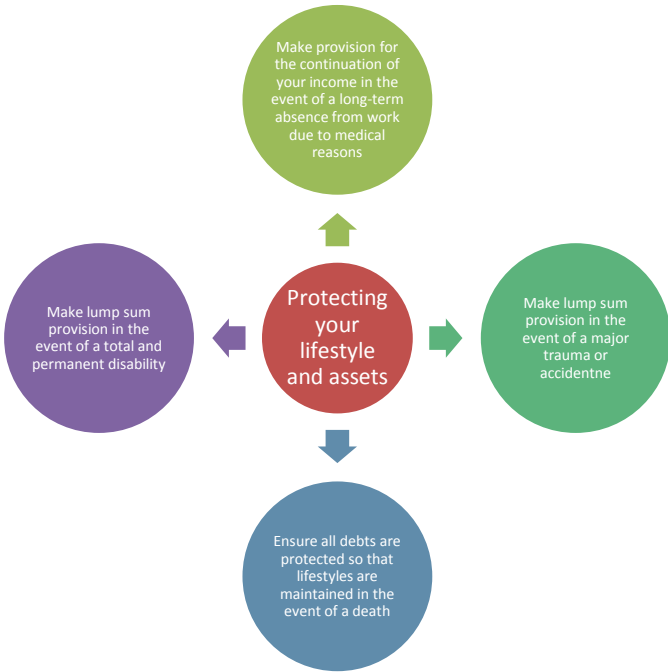 Make provision for
the continuation of
your income in the
event of a long-term
absence from work
due to medical
reasons
Make lump sum
provision in the
event of a total and
permanent disability
Protecting
your
lifestyle
and assets
Make lump sum
provision in the
event of a major
trauma or
accidentne
Ensure all debts are
protected so that
lifestyles are
maintained in the
event of a death